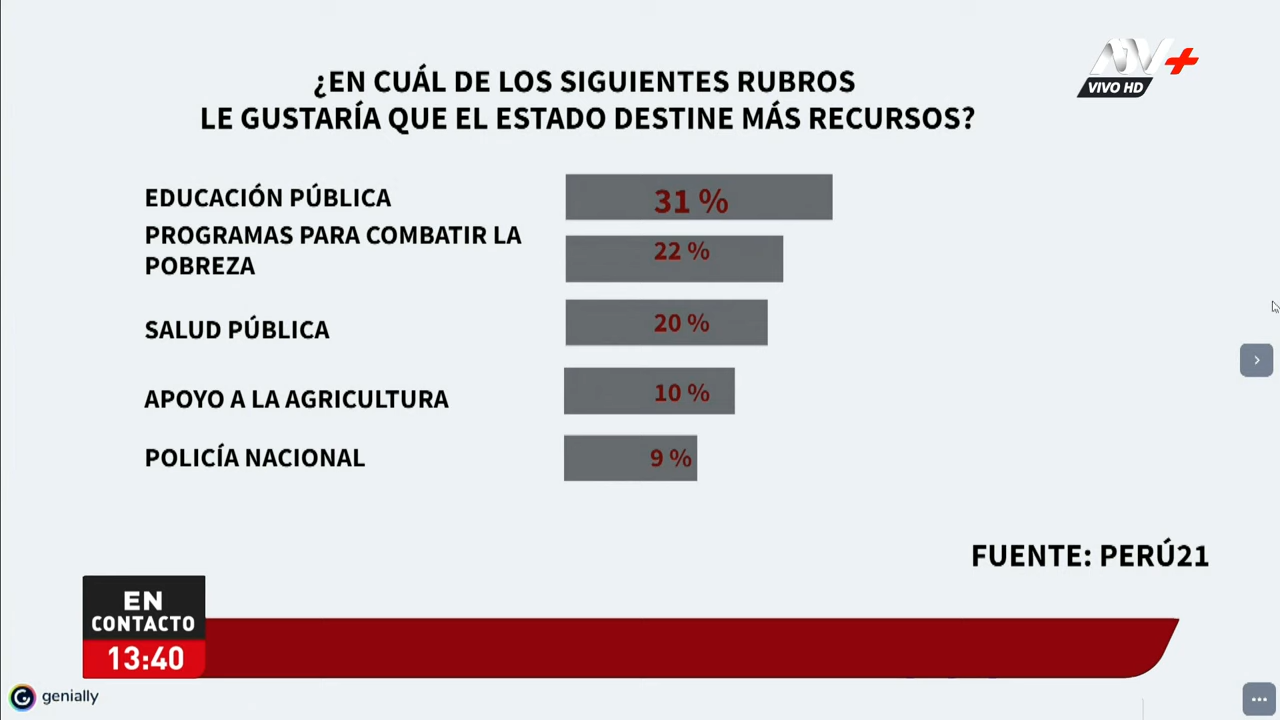 ATV+
VIVO HD
¿EN CUÁL DE LOS SIGUIENTES RUBROS
LE GUSTARÍA QUE EL ESTADO DESTINE MÁS RECURSOS?
EDUCACIÓN PÚBLICA 31 %
PROGRAMAS PARA COMBATIR LA
POBREZA 22 %
SALUD PÚBLICA 20 %
APOYO A LA AGRICULTURA 10 %
POLICÍA NACIONAL 9 %
FUENTE: PERÚ21
EN
CONTACTO
13:40
genially